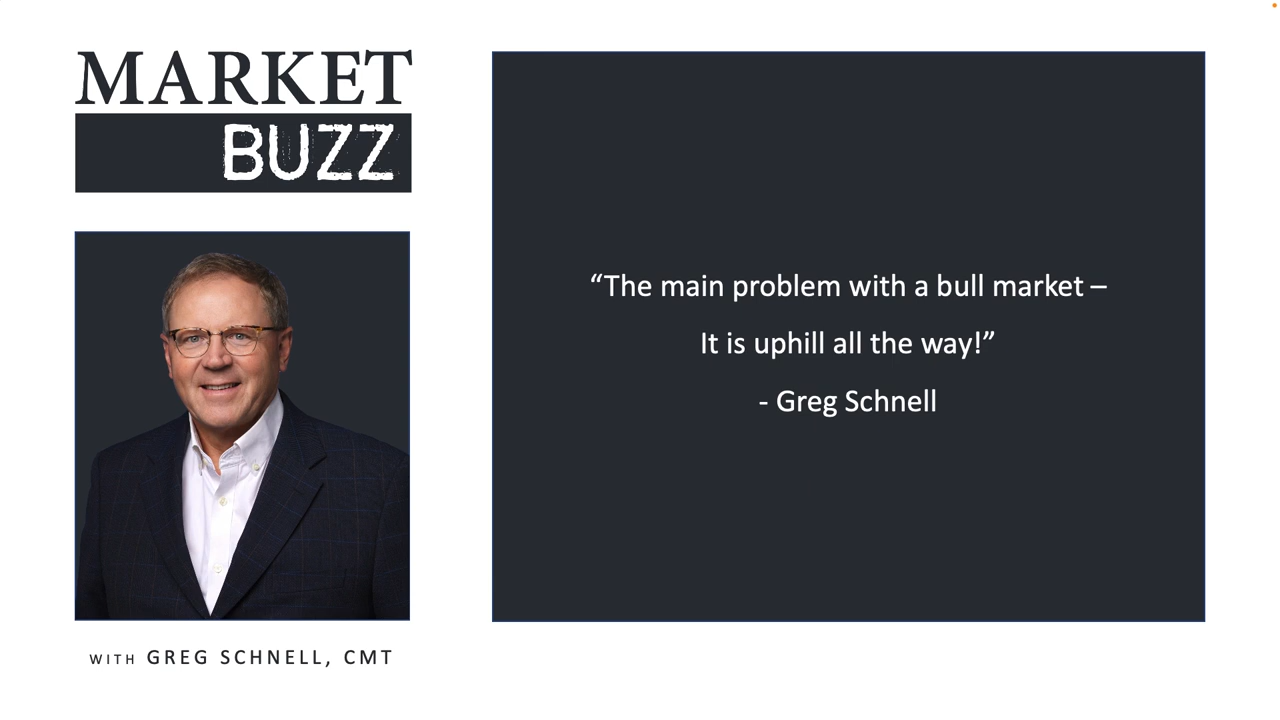 MARKET
BUZZ
“The main problem with a bull market –
It is uphill all the way!”
- Greg Schnell
WITH GREG SCHNELL, CMT